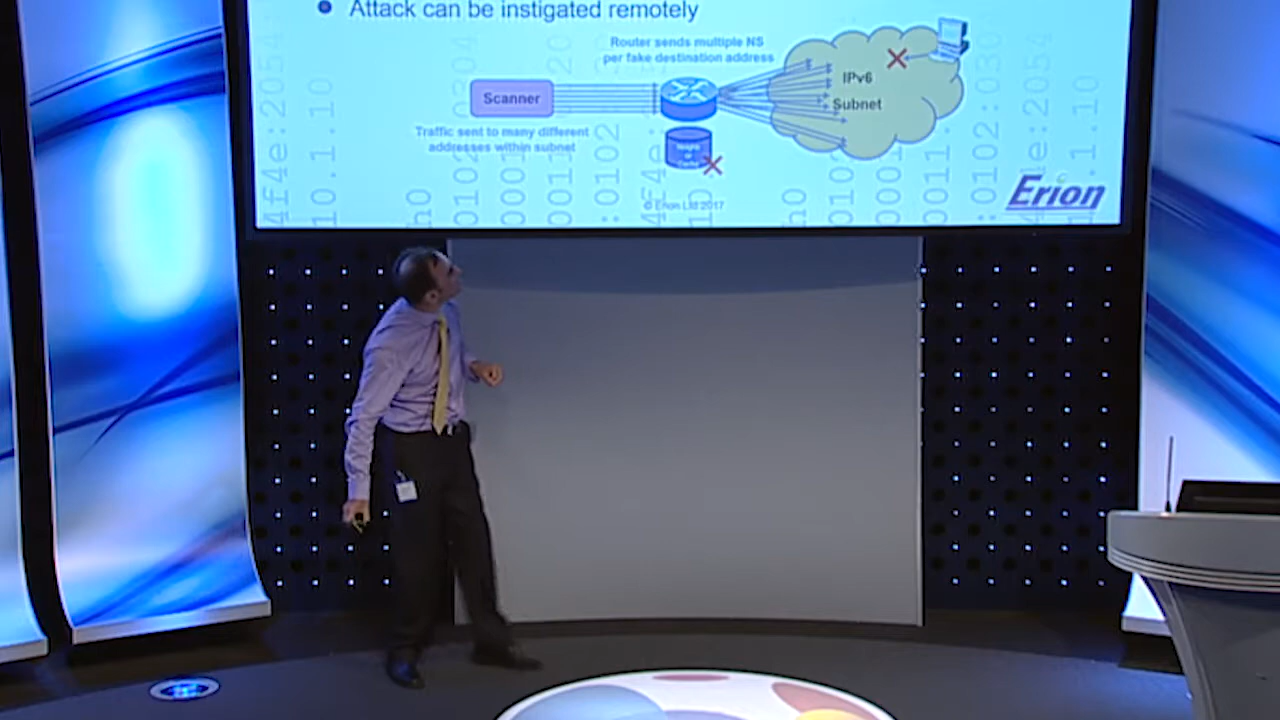 Attack can be instigated remotely
Router sends multiple NS
per fake destination address
Scanner
IPv6
Subnet
Traffic sent to many different
addresses within subnet
Cache
Erion
© Erion Ltd 2017